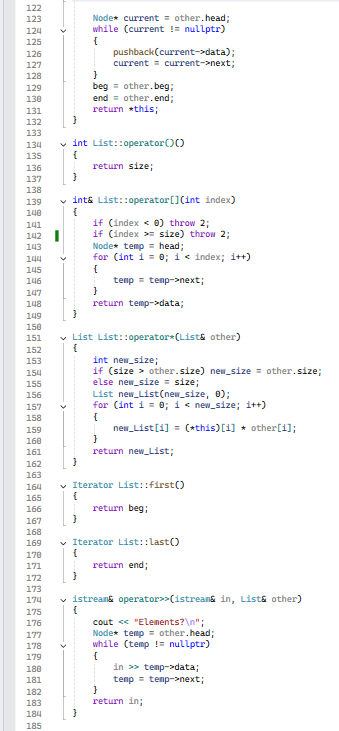 122
123 Node* current = other.head;
124 while (current != nullptr)
125 {
126 pushback(current->data);
127 current = current->next;
128 }
129 beg = other.beg;
130 end = other.end;
131 return *this;
132 }
133
134 int List::operator()()
135 {
136 return size;
137 }
138
139 int& List::operator[](int index)
140 {
141 if (index < 0) throw 2;
142 if (index >= size) throw 2;
143 Node* temp = head;
144 for (int i = 0; i < index; i++)
145 {
146 temp = temp->next;
147 }
148 return temp->data;
149 }
150
151 List List::operator*(List& other)
152 {
153 int new_size;
154 if (size > other.size) new_size = other.size;
155 else new_size = size;
156 List new_List(new_size, 0);
157 for (int i = 0; i < new_size; i++)
158 {
159 new_List[i] = (*this)[i] * other[i];
160 }
161 return new_List;
162 }
163
164 Iterator List::first()
165 {
166 return beg;
167 }
168
169 Iterator List::last()
170 {
171 return end;
172 }
173
174 istream& operator>>(istream& in, List& other)
175 {
176 cout << "Elements?\n";
177 Node* temp = other.head;
178 while (temp != nullptr)
179 {
180 in >> temp->data;
181 temp = temp->next;
182 }
183 return in;
184 }
185